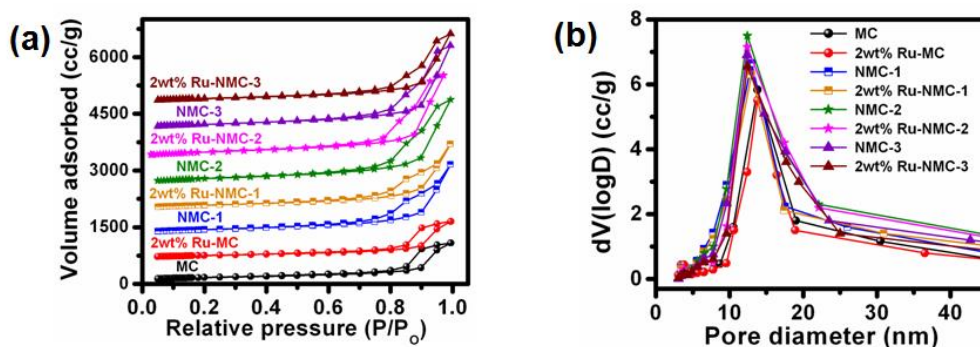 (a)
Volume adsorbed (cc/g)
6000
4500
3000
1500
0
2wt% Ru-NMC-3
NMC-3
2wt% Ru-NMC-2
NMC-2
2wt% Ru-NMC-1
NMC-1
2wt% Ru-MC
MC
0.0 0.2 0.4 0.6 0.8 1.0
Relative pressure (P/PO)
(b)
dV(logD) (cc/g)
8
7
6
5
4
3
2
1
0
MC
2wt% Ru-MC
NMC-1
2wt% Ru-NMC-1
NMC-2
2wt% Ru-NMC-2
NMC-3
2wt% Ru-NMC-3
0 10 20 30 40
Pore diameter (nm)